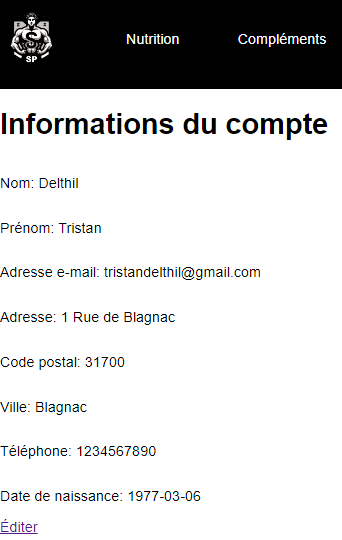 SP
Nutrition Compléments
Informations du compte
Nom: Delthil
Prénom: Tristan
Adresse e-mail: tristandelthil@gmail.com
Adresse: 1 Rue de Blagnac
Code postal: 31700
Ville: Blagnac
Téléphone: 1234567890
Date de naissance: 1977-03-06
Éditer